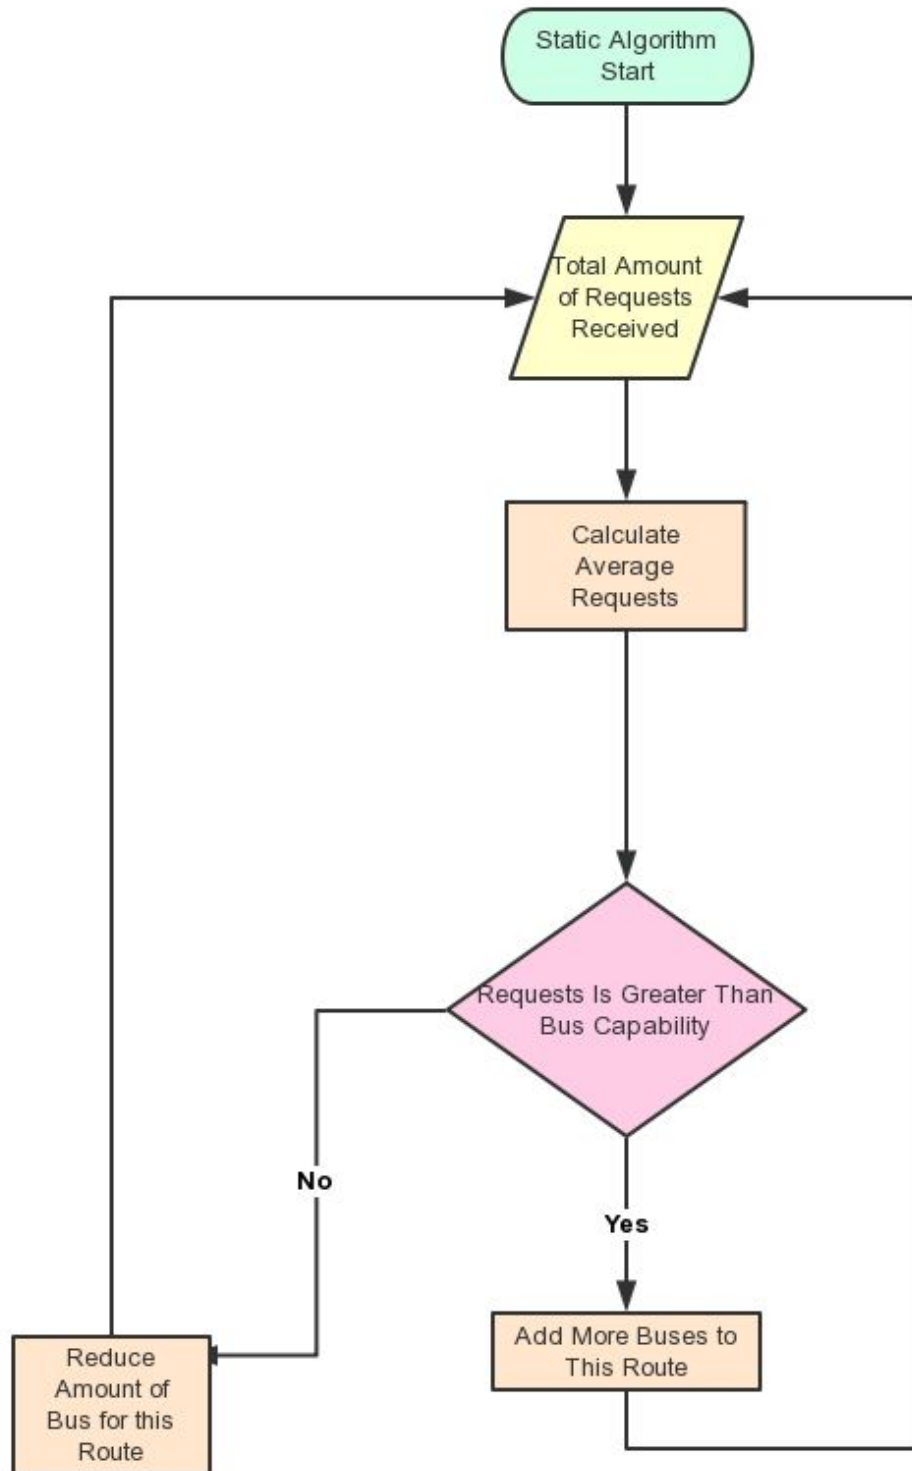 Static Algorithm
Start
Total Amount
of Requests
Received
Calculate
Average
Requests
Requests Is Greater Than
Bus Capability
No
Yes
Add More Buses to
This Route
Reduce
Amount of
Bus for this
Route